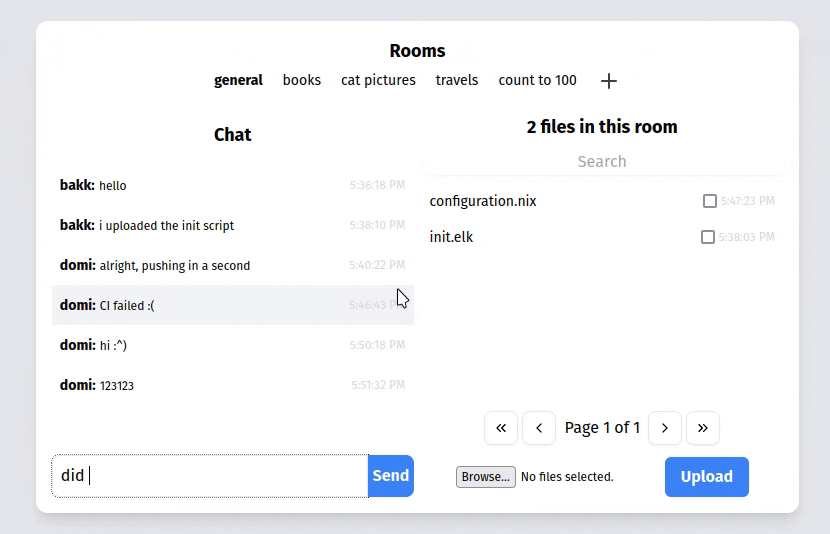 Rooms
general books cat pictures travels count to 100 +
Chat
bakk: hello 5:36:18 PM
bakk: i uploaded the init script 5:38:10 PM
domi: alright, pushing in a second 5:40:22 PM
domi: CI failed :( 5:46:43 P
domi: hi :^) 5:50:18 PM
domi: 123123 5:51:32 PM
did
Send
2 files in this room
Search
configuration.nix 5:47:23 PM
init.elk 5:38:03 PM
« ‹ Page 1 of 1 › »
Browse... No files selected.
Upload